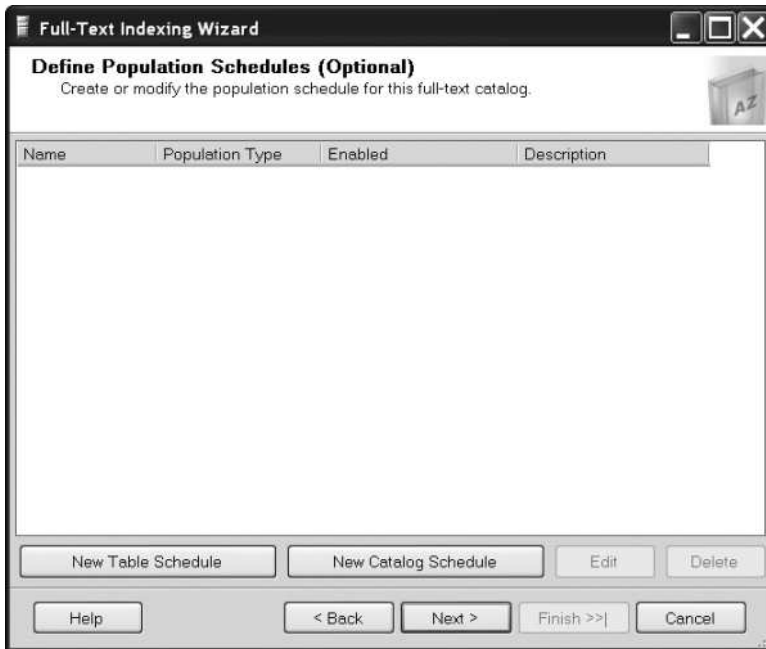 Full-Text Indexing Wizard
Define Population Schedules (Optional)
Create or modify the population schedule for this full-text catalog.
AZ
Name Population Type Enabled Description
New Table Schedule New Catalog Schedule Edit Delete
Help < Back Next > Finish >>| Cancel